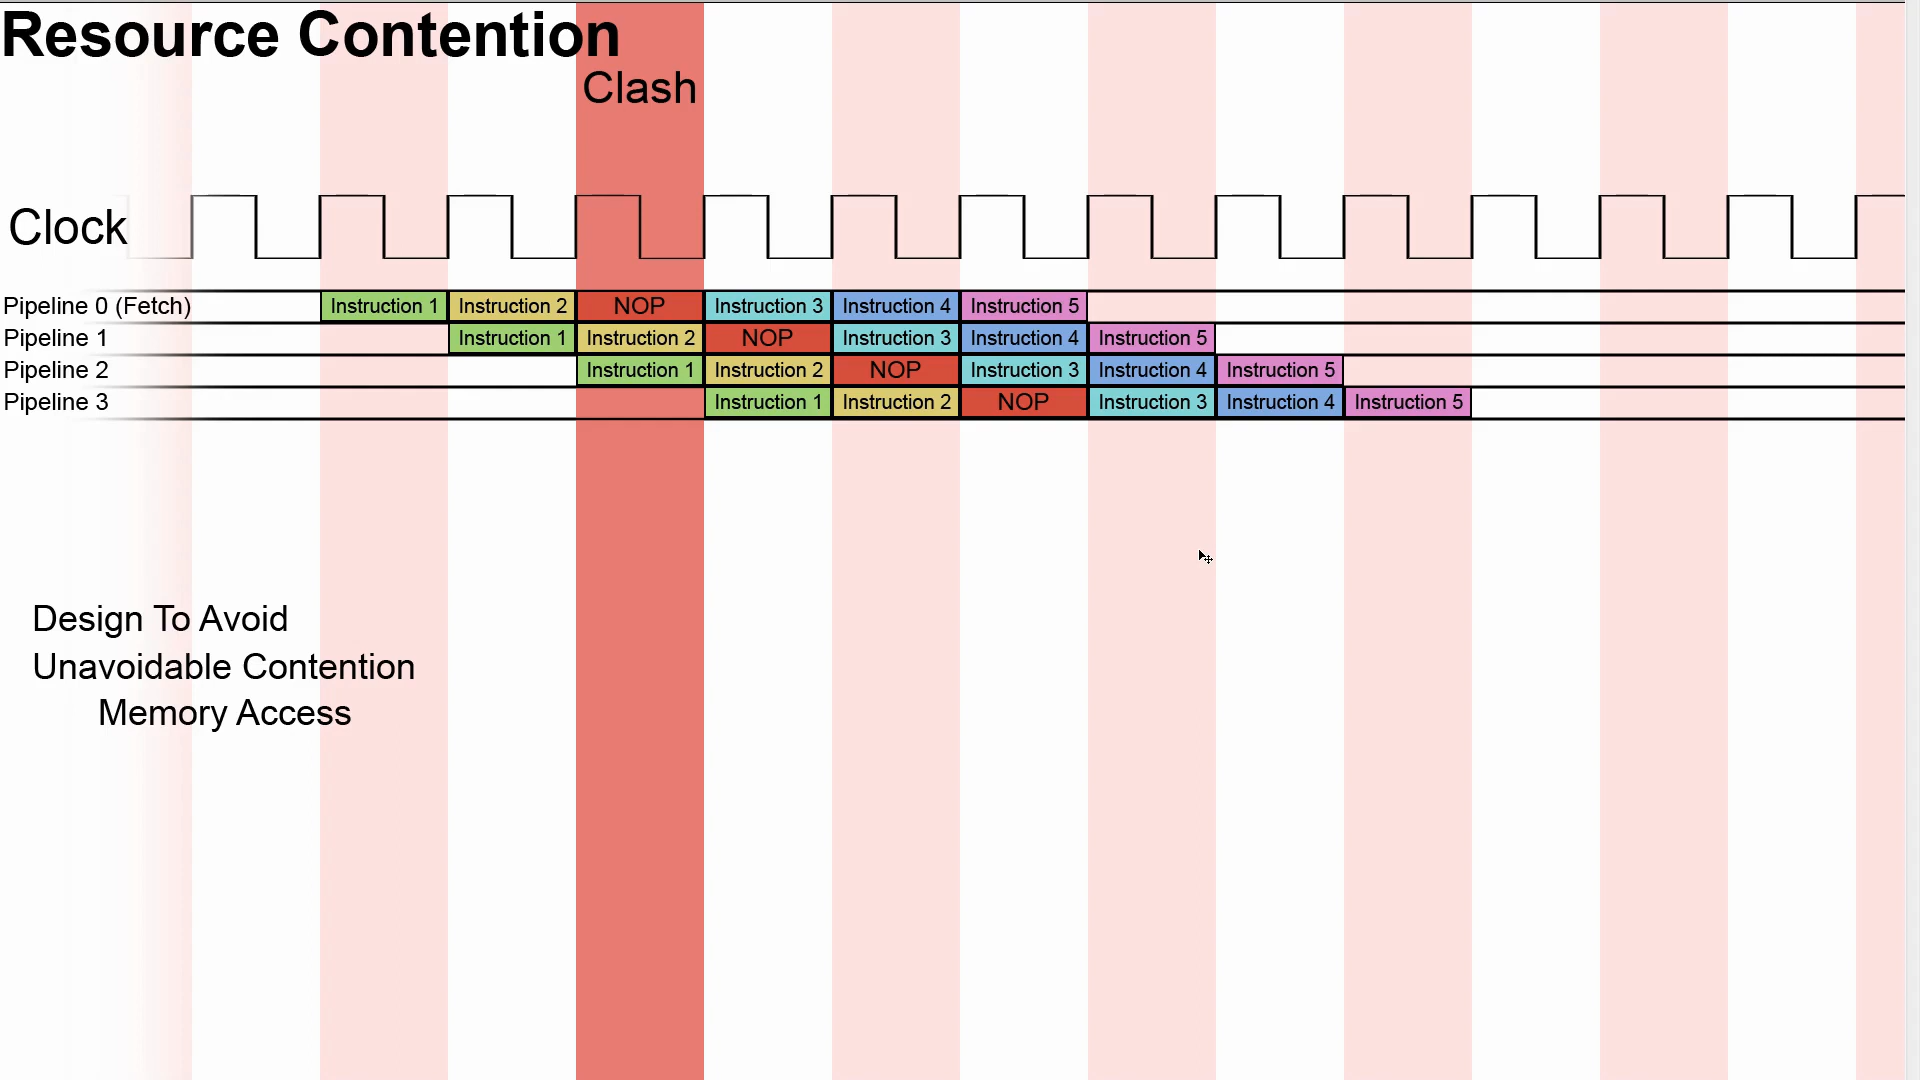 Resource Contention
Clash
Clock
Pipeline 0 (Fetch) Instruction 1 Instruction 2 NOP Instruction 3 Instruction 4 Instruction 5
Pipeline 1 Instruction 1 Instruction 2 NOP Instruction 3 Instruction 4 Instruction 5
Pipeline 2 Instruction 1 Instruction 2 NOP Instruction 3 Instruction 4 Instruction 5
Pipeline 3 Instruction 1 Instruction 2 NOP Instruction 3 Instruction 4 Instruction 5
Design To Avoid
Unavoidable Contention
Memory Access